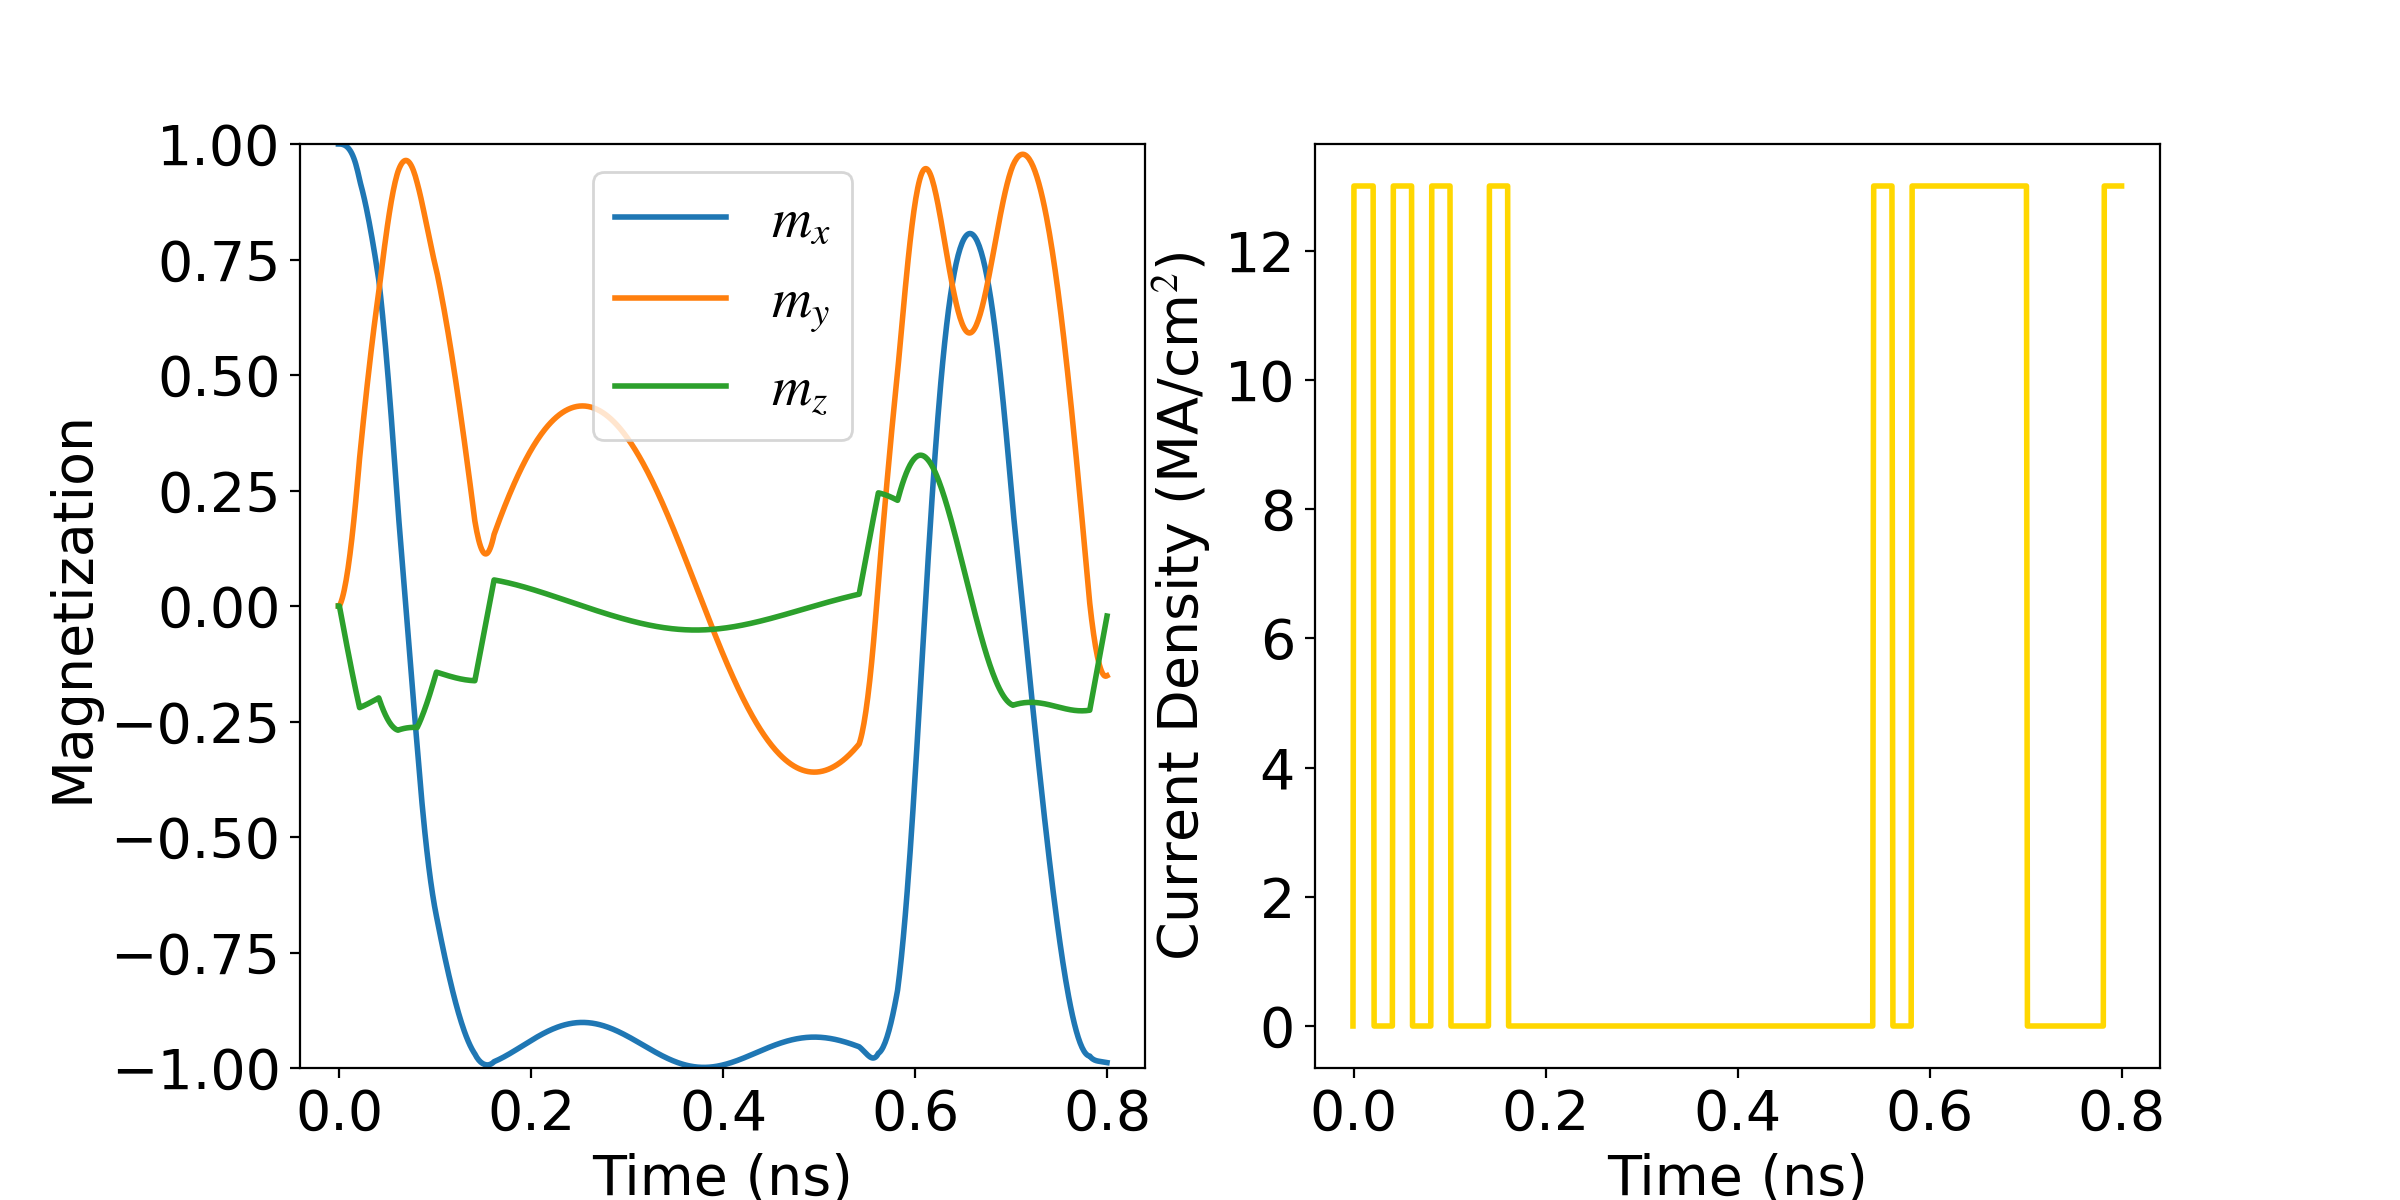 1.00
0.75
0.50
0.25
0.00
−0.25
−0.50
−0.75
−1.00
Magnetization
0.0 0.2 0.4 0.6 0.8
Time (ns)
m_x
m_y
m_z
12
10
8
6
4
2
0
Current Density (MA/cm²)
0.0 0.2 0.4 0.6 0.8
Time (ns)